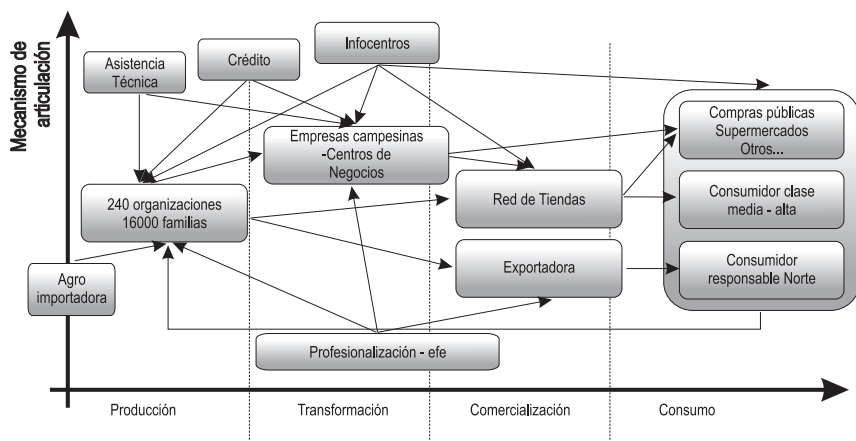 Mecanismo de
articulación
Asistencia
Técnica
Crédito
Infocentros
Empresas campesinas
-Centros de
Negocios
Compras públicas
Supermercados
Otros...
240 organizaciones
16000 familias
Red de Tiendas
Consumidor clase
media - alta
Agro
importadora
Exportadora
Consumidor
responsable Norte
Profesionalización - efe
Producción
Transformación
Comercialización
Consumo